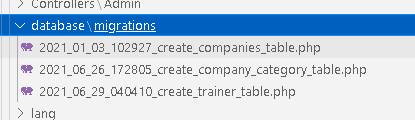 Controllers\Admin
database\migrations
2021_01_03_102927_create_companies_table.php
2021_06_26_172805_create_company_category_table.php
2021_06_29_040410_create_trainer_table.php
lang